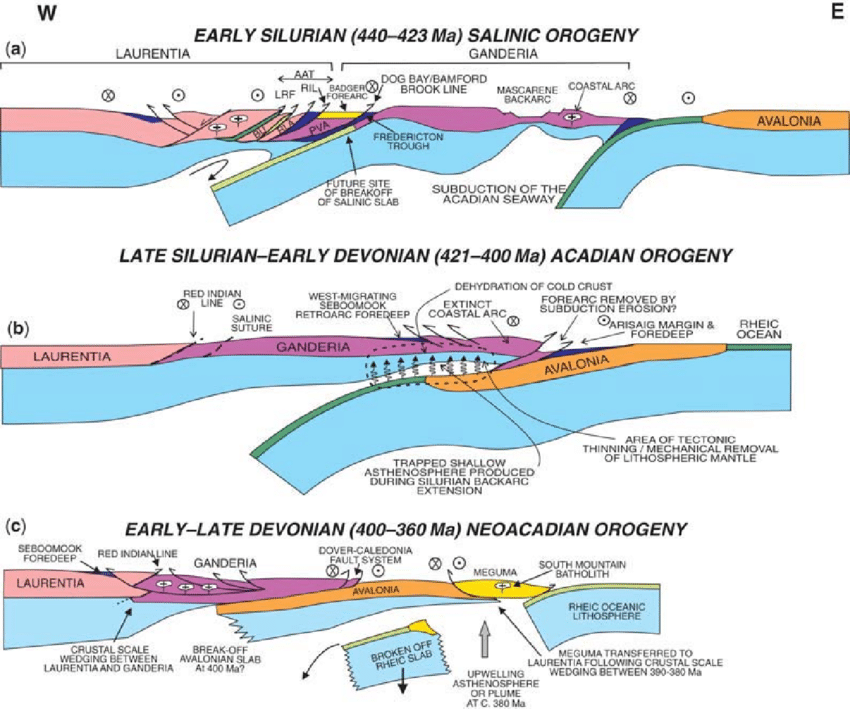 W
E
EARLY SILURIAN (440–423 Ma) SALINIC OROGENY
(a)
LAURENTIA
GANDERIA
AAT
RIL
BADGER
FOREARC
LRF
DOG BAY/BAMFORD
BROOK LINE
MASCARENE
BACKARC
COASTAL ARC
AVALONIA
BU
PVA
FREDERICTON
TROUGH
FUTURE SITE
OF BREAKOFF
OF SALINIC SLAB
SUBDUCTION OF THE
ACADIAN SEAWAY
LATE SILURIAN–EARLY DEVONIAN (421–400 Ma) ACADIAN OROGENY
(b)
RED INDIAN
LINE
SALINIC
SUTURE
WEST-MIGRATING
SEBOOMOOK
RETROARC FOREDEEP
DEHYDRATION OF COLD CRUST
EXTINCT
COASTAL ARC
FOREARC REMOVED BY
SUBDUCTION EROSION?
ARISAIG MARGIN &
FOREDEEP
RHEIC
OCEAN
LAURENTIA
GANDERIA
AVALONIA
TRAPPED SHALLOW
ASTHENOSPHERE PRODUCED
DURING SILURIAN BACKARC
EXTENSION
AREA OF TECTONIC
THINNING / MECHANICAL REMOVAL
OF LITHOSPHERIC MANTLE
(c)
EARLY–LATE DEVONIAN (400–360 Ma) NEOACADIAN OROGENY
SEBOOMOOK
FOREDEEP
RED INDIAN LINE
GANDERIA
DOVER-CALEDONIA
FAULT SYSTEM
MEGUMA
SOUTH MOUNTAIN
BATHOLITH
LAURENTIA
AVALONIA
RHEIC OCEANIC
LITHOSPHERE
CRUSTAL SCALE
WEDGING BETWEEN
LAURENTIA AND GANDERIA
BREAK-OFF
AVALONIAN SLAB
At 400 Ma?
BROKEN OFF
RHEIC SLAB
UPWELLING
ASTHENOSPHERE
OR PLUME
AT C. 380 Ma
MEGUMA TRANSFERED TO
LAURENTIA FOLLOWING CRUSTAL SCALE
WEDGING BETWEEN 390-380 Ma